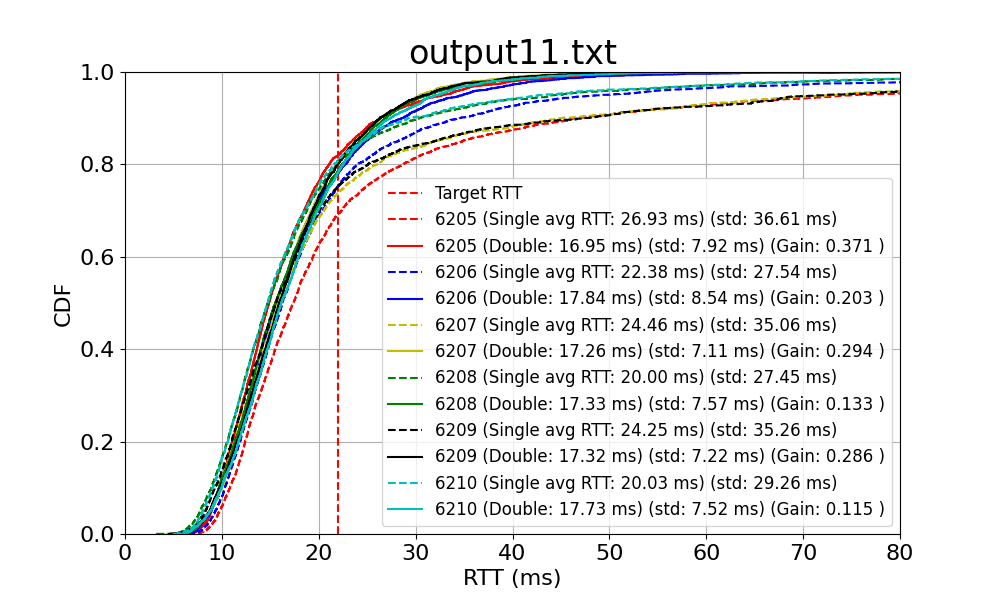 output11.txt
1.0
0.8
0.6
0.4
0.2
0.0
CDF
Target RTT
6205 (Single avg RTT: 26.93 ms) (std: 36.61 ms)
6205 (Double: 16.95 ms) (std: 7.92 ms) (Gain: 0.371 )
6206 (Single avg RTT: 22.38 ms) (std: 27.54 ms)
6206 (Double: 17.84 ms) (std: 8.54 ms) (Gain: 0.203 )
6207 (Single avg RTT: 24.46 ms) (std: 35.06 ms)
6207 (Double: 17.26 ms) (std: 7.11 ms) (Gain: 0.294 )
6208 (Single avg RTT: 20.00 ms) (std: 27.45 ms)
6208 (Double: 17.33 ms) (std: 7.57 ms) (Gain: 0.133 )
6209 (Single avg RTT: 24.25 ms) (std: 35.26 ms)
6209 (Double: 17.32 ms) (std: 7.22 ms) (Gain: 0.286 )
6210 (Single avg RTT: 20.03 ms) (std: 29.26 ms)
6210 (Double: 17.73 ms) (std: 7.52 ms) (Gain: 0.115 )
0 10 20 30 40 50 60 70 80
RTT (ms)